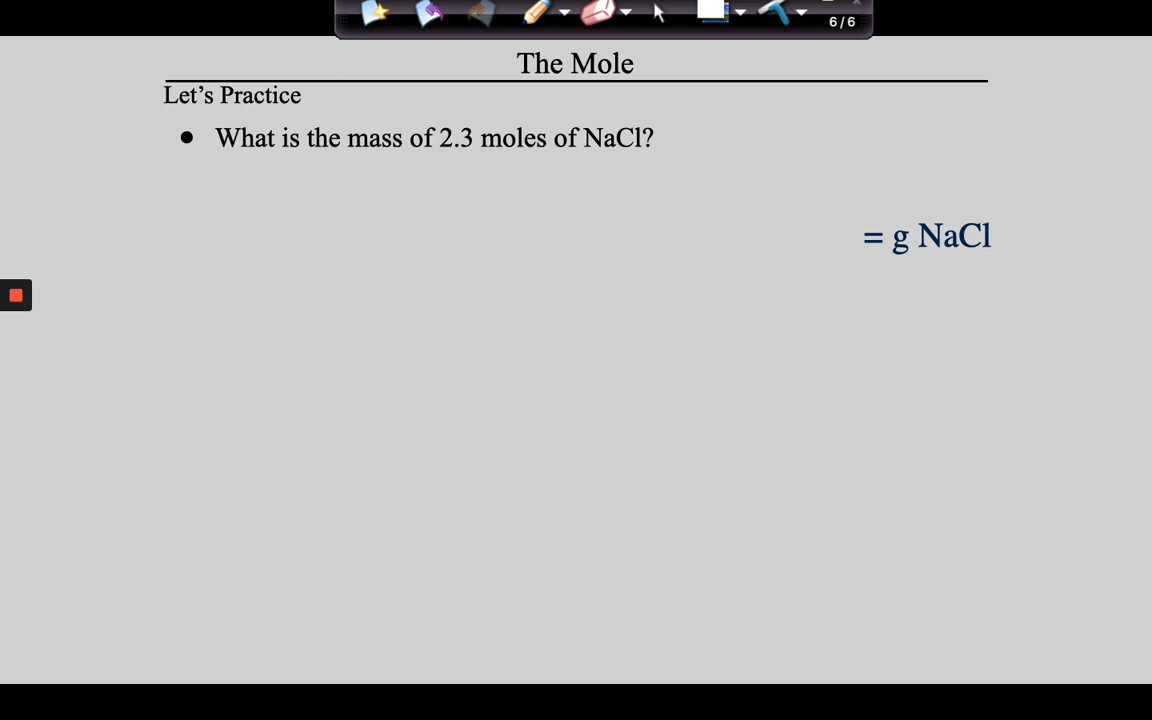 6/6
The Mole
Let’s Practice
● What is the mass of 2.3 moles of NaCl?
= g NaCl